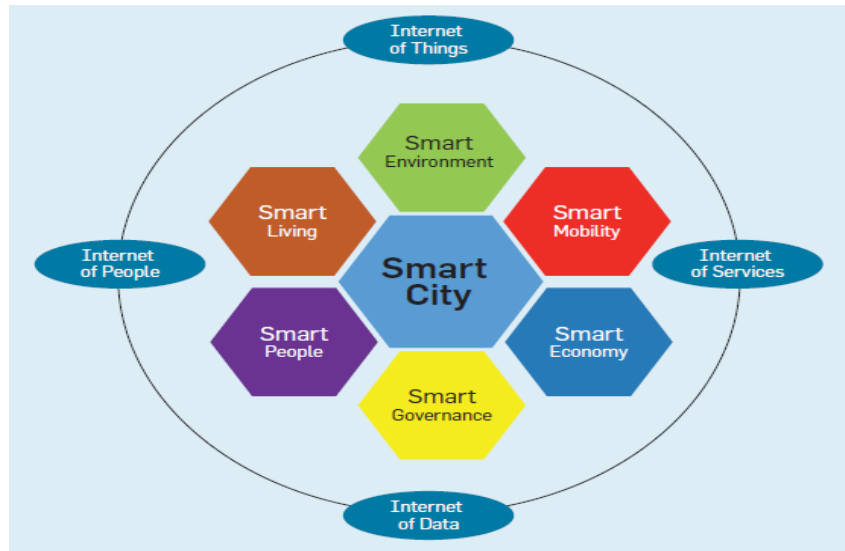 Internet
of Things
Smart
Environment
Smart
Living
Smart
Mobility
Internet
of People
Smart
City
Internet
of Services
Smart
People
Smart
Economy
Smart
Governance
Internet
of Data